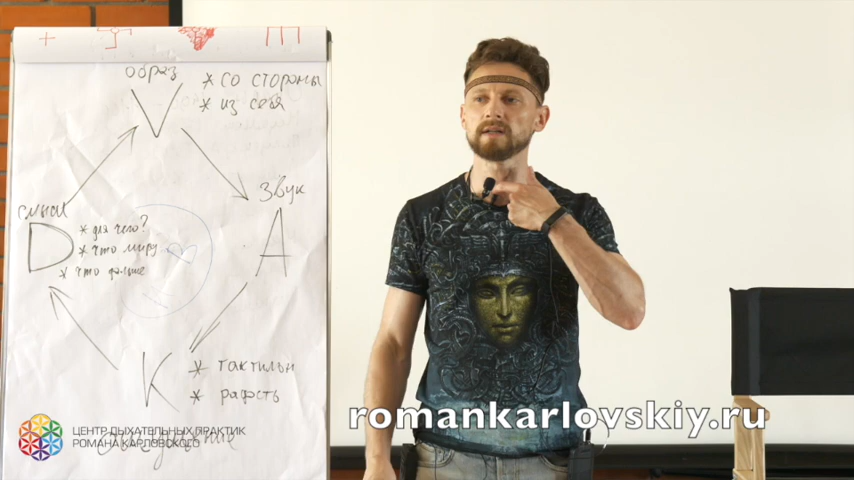 образ
* со стороны
* из себя
V
звук
A
смысл
D
* для чего?
* что миру
* что дальше
K
* тактильн
* радость
ЦЕНТР ДЫХАТЕЛЬНЫХ ПРАКТИК
РОМАНА КАРЛОВСКОГО
romankarlovskiy.ru